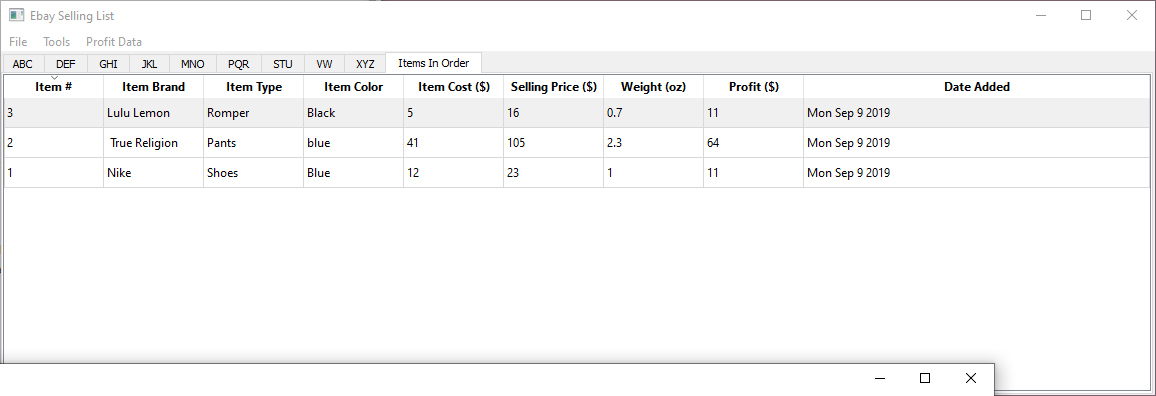 Ebay Selling List
File Tools Profit Data
ABC DEF GHI JKL MNO PQR STU VW XYZ Items In Order
Item # Item Brand Item Type Item Color Item Cost ($) Selling Price ($) Weight (oz) Profit ($) Date Added
3 Lulu Lemon Romper Black 5 16 0.7 11 Mon Sep 9 2019
2 True Religion Pants blue 41 105 2.3 64 Mon Sep 9 2019
1 Nike Shoes Blue 12 23 1 11 Mon Sep 9 2019